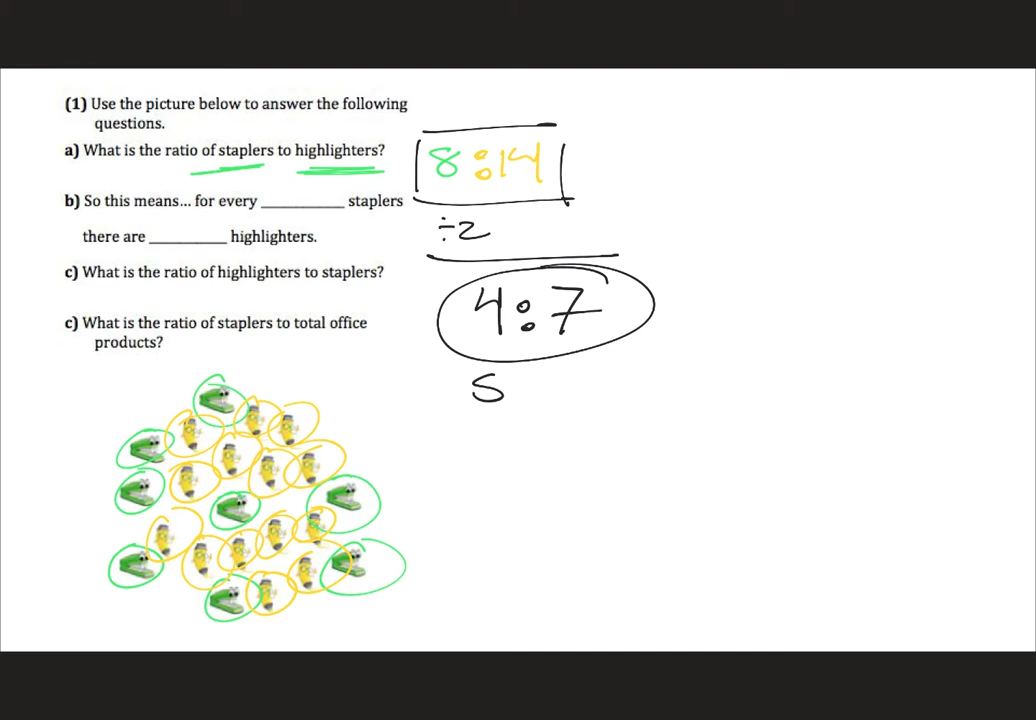 (1) Use the picture below to answer the following
questions.
a) What is the ratio of staplers to highlighters?
8:14
b) So this means... for every __________ staplers
there are _________ highlighters.
÷2
c) What is the ratio of highlighters to staplers?
4:7
c) What is the ratio of staplers to total office
products?
S